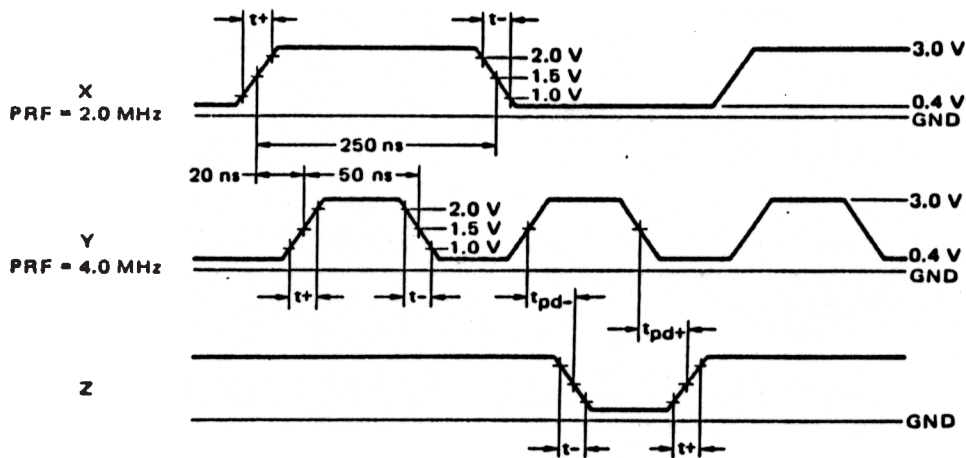 t+
t-
2.0 V
1.5 V
1.0 V
3.0 V
0.4 V
GND
X
PRF = 2.0 MHz
250 ns
20 ns
50 ns
2.0 V
1.5 V
1.0 V
3.0 V
0.4 V
GND
Y
PRF = 4.0 MHz
t+
t-
tpd-
tpd+
Z
GND
t-
t+